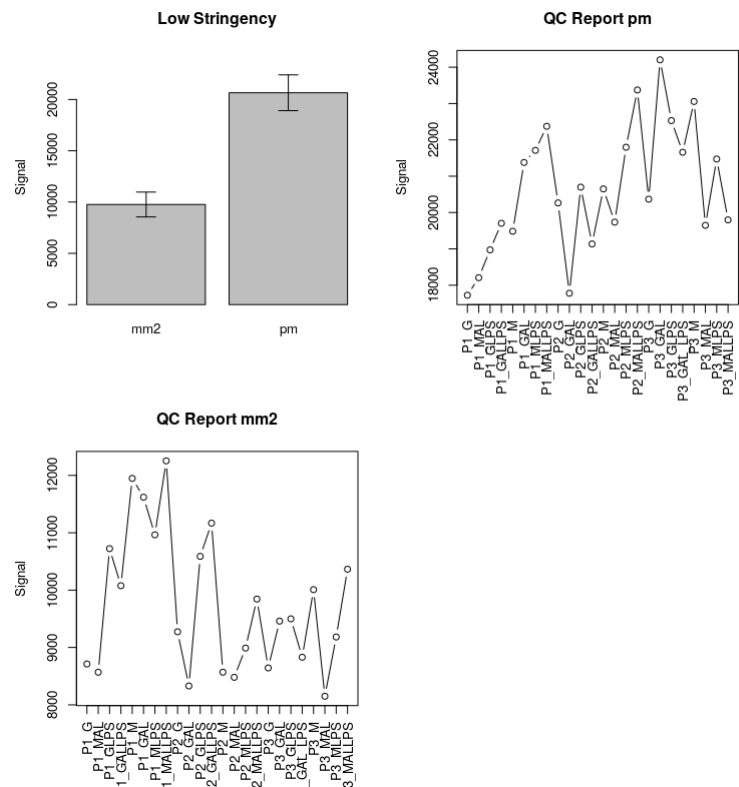 Low Stringency
Signal
0
5000
10000
15000
20000
mm2
pm
QC Report pm
Signal
18000
20000
22000
24000
P1_G
P1_MAL
P1_GLPS
P1_GALLPS
P1_M
P1_GAL
P1_MLPS
P1_MALLPS
P2_G
P2_GAL
P2_GLPS
P2_GALLPS
P2_M
P2_MAL
P2_MLPS
P2_MALLPS
P3_G
P3_GAL
P3_GLPS
P3_GAL_LPS
P3_M
P3_MAL
P3_MLPS
P3_MALLPS
QC Report mm2
Signal
8000
9000
10000
11000
12000
P1_G
P1_MAL
P1_GLPS
1_GALLPS
P1_M
P1_GAL
P1_MLPS
1_MALLPS
P2_G
P2_GAL
P2_GLPS
2_GALLPS
P2_M
P2_MAL
P2_MLPS
2_MALLPS
P3_G
P3_GAL
P3_GLPS
_GAL_LPS
P3_M
P3_MAL
P3_MLPS
3_MALLPS